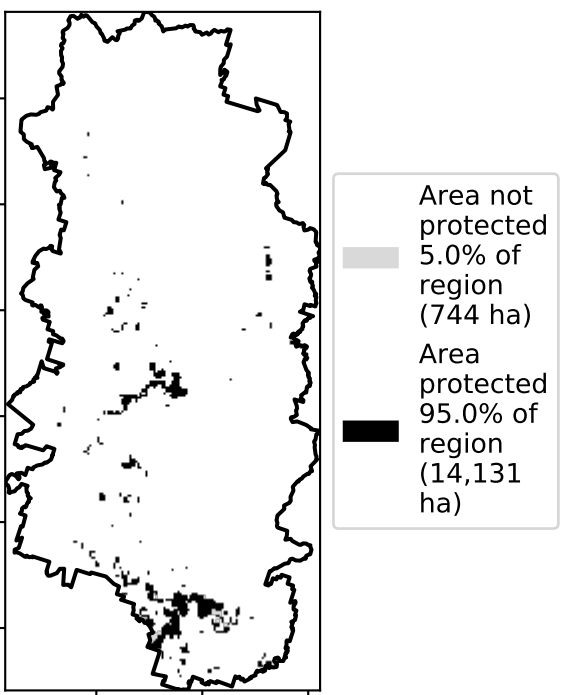 Area not
protected
5.0% of
region
(744 ha)
Area
protected
95.0% of
region
(14,131
ha)